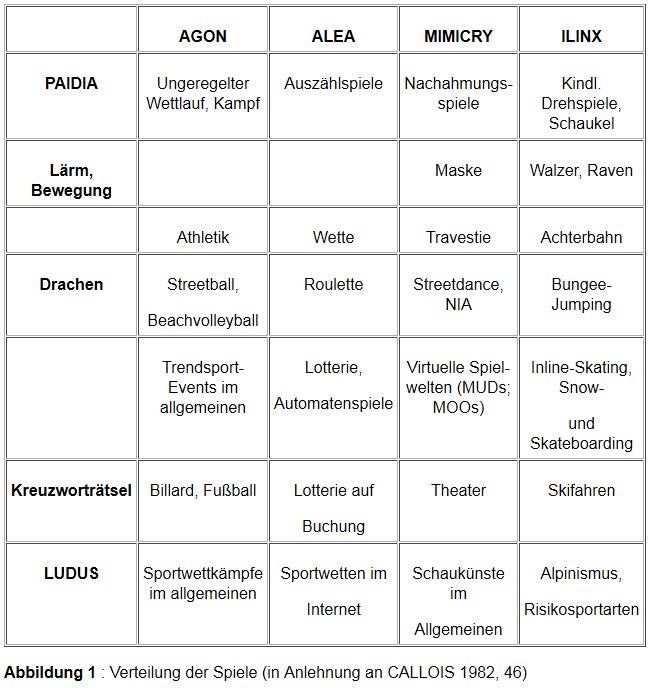 AGON ALEA MIMICRY ILINX
PAIDIA Ungeregelter Auszählspiele Nachahmungs- Kindl.
Wettlauf, Kampf spiele Drehspiele,
Schaukel
Lärm, Maske Walzer, Raven
Bewegung
Athletik Wette Travestie Achterbahn
Drachen Streetball, Roulette Streetdance, Bungee-
NIA Jumping
Beachvolleyball
Trendsport- Lotterie, Virtuelle Spiel- Inline-Skating,
Events im welten (MUDs; Snow-
allgemeinen Automatenspiele MOOs)
und
Skateboarding
Kreuzworträtsel Billard, Fußball Lotterie auf Theater Skifahren
Buchung
LUDUS Sportwettkämpfe Sportwetten im Schaukünste Alpinismus,
im allgemeinen im
Internet Risikosportarten
Allgemeinen
Abbildung 1 : Verteilung der Spiele (in Anlehnung an CALLOIS 1982, 46)